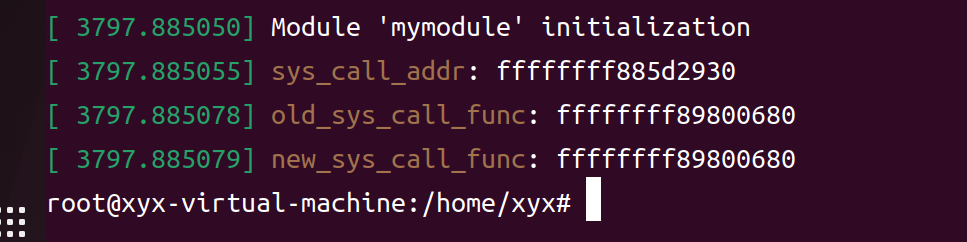 [ 3797.885050] Module 'mymodule' initialization
[ 3797.885055] sys_call_addr: ffffffff885d2930
[ 3797.885078] old_sys_call_func: ffffffff89800680
[ 3797.885079] new_sys_call_func: ffffffff89800680
root@xyx-virtual-machine:/home/xyx#